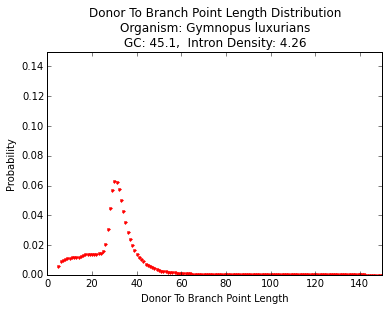 Donor To Branch Point Length Distribution
Organism: Gymnopus luxurians
GC: 45.1,  Intron Density: 4.26
0.14
0.12
0.10
0.08
0.06
0.04
0.02
0.00
Probability
0 20 40 60 80 100 120 140
Donor To Branch Point Length